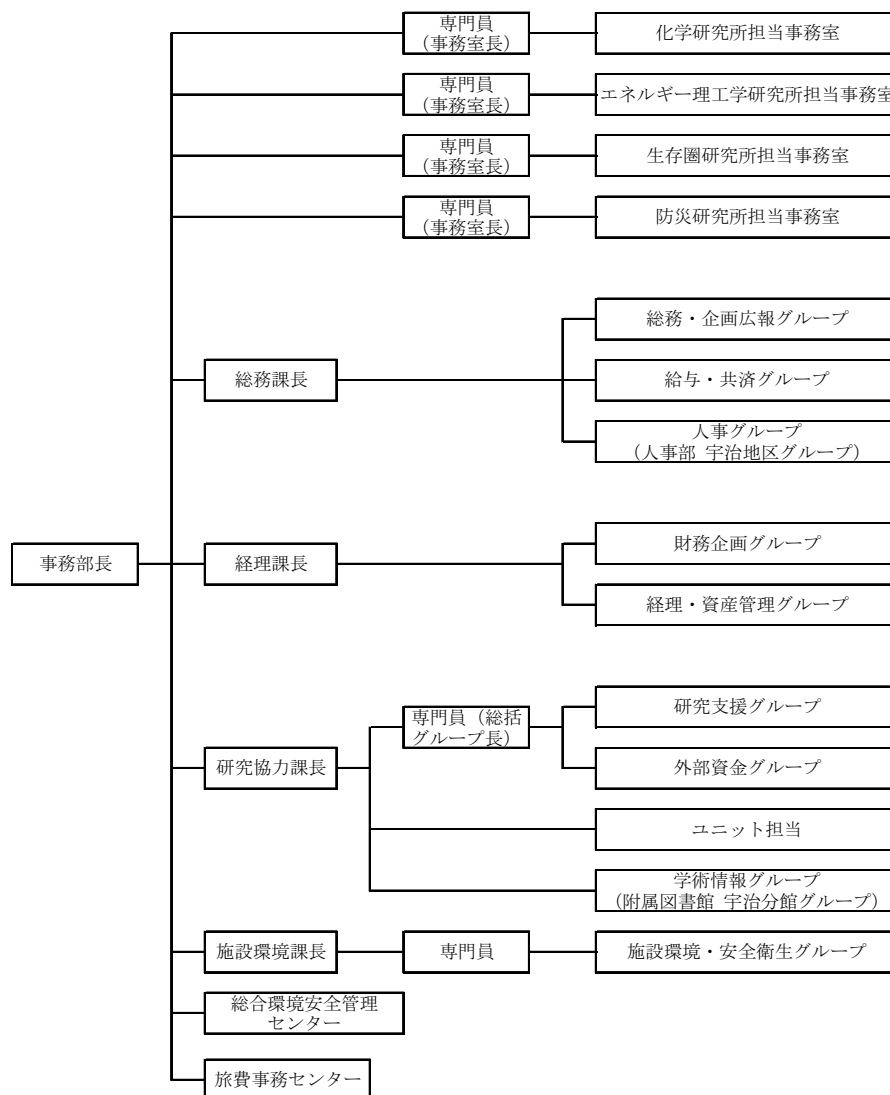 専門員
（事務室長）
化学研究所担当事務室
専門員
（事務室長）
エネルギー理工学研究所担当事務室
専門員
（事務室長）
生存圏研究所担当事務室
専門員
（事務室長）
防災研究所担当事務室
総務・企画広報グループ
総務課長
給与・共済グループ
人事グループ
（人事部 宇治地区グループ）
財務企画グループ
事務部長
経理課長
経理・資産管理グループ
専門員（総括
グループ長）
研究支援グループ
研究協力課長
外部資金グループ
ユニット担当
学術情報グループ
（附属図書館 宇治分館グループ）
施設環境課長
専門員
施設環境・安全衛生グループ
総合環境安全管理
センター
旅費事務センター